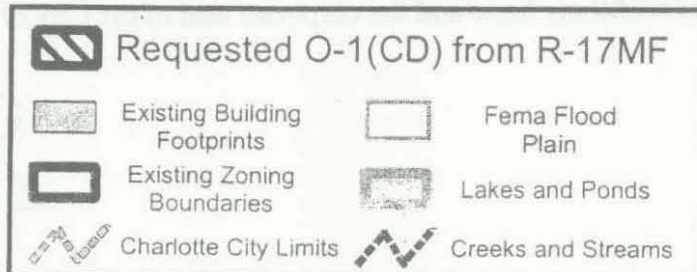 Requested O-1(CD) from R-17MF
Existing Building
Footprints
Fema Flood
Plain
Existing Zoning
Boundaries
Lakes and Ponds
Charlotte City Limits
Creeks and Streams